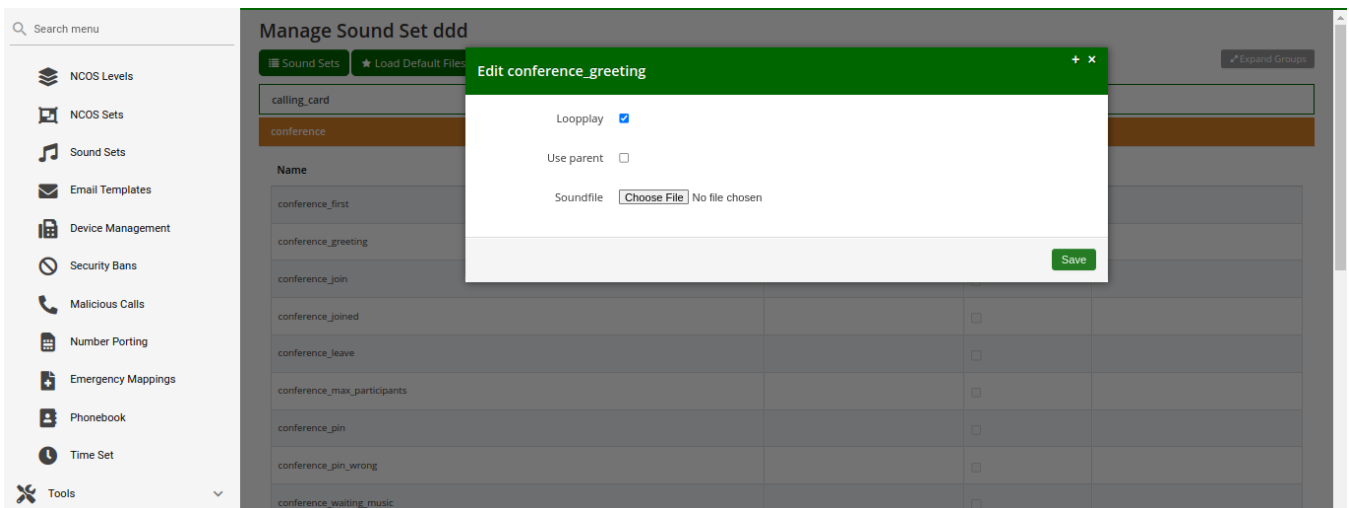 Search menu
NCOS Levels
NCOS Sets
Sound Sets
Email Templates
Device Management
Security Bans
Malicious Calls
Number Porting
Emergency Mappings
Phonebook
Time Set
Tools
Manage Sound Set ddd
Sound Sets
Load Default Files
Expand Groups
calling_card
conference
Name
conference_first
conference_greeting
conference_join
conference_joined
conference_leave
conference_max_participants
conference_pin
conference_pin_wrong
conference_waiting_music
Edit conference_greeting
Loopplay
Use parent
Soundfile Choose File No file chosen
Save